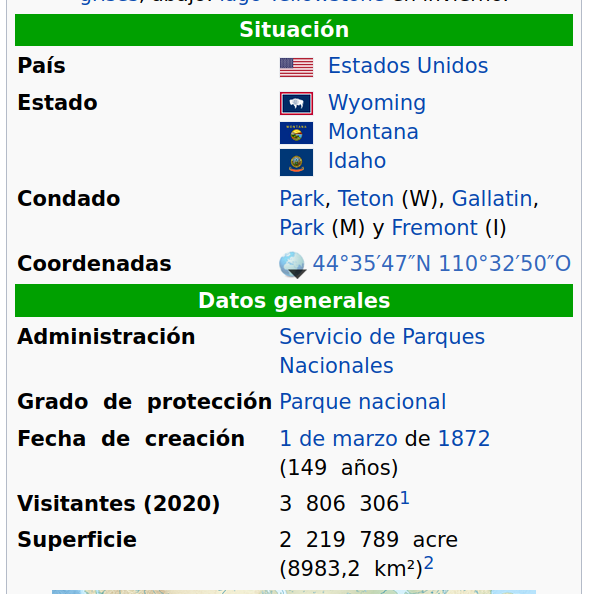 grises, abajo: lago Yellowstone en invierno.
Situación
País Estados Unidos
Estado Wyoming
Montana
Idaho
Condado Park, Teton (W), Gallatin,
Park (M) y Fremont (I)
Coordenadas 44°35′47″N 110°32′50″O
Datos generales
Administración Servicio de Parques
Nacionales
Grado de protección Parque nacional
Fecha de creación 1 de marzo de 1872
(149 años)
Visitantes (2020) 3 806 306¹
Superficie 2 219 789 acre
(8983,2 km²)²